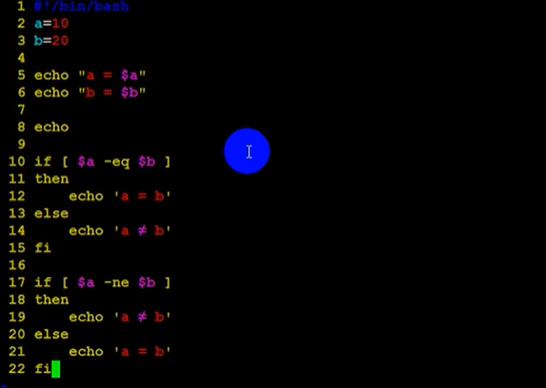 1 #!/bin/bash
2 a=10
3 b=20
4
5 echo "a = $a"
6 echo "b = $b"
7
8 echo
9
10 if [ $a -eq $b ]
11 then
12     echo 'a = b'
13 else
14     echo 'a ≠ b'
15 fi
16
17 if [ $a -ne $b ]
18 then
19     echo 'a ≠ b'
20 else
21     echo 'a = b'
22 fi